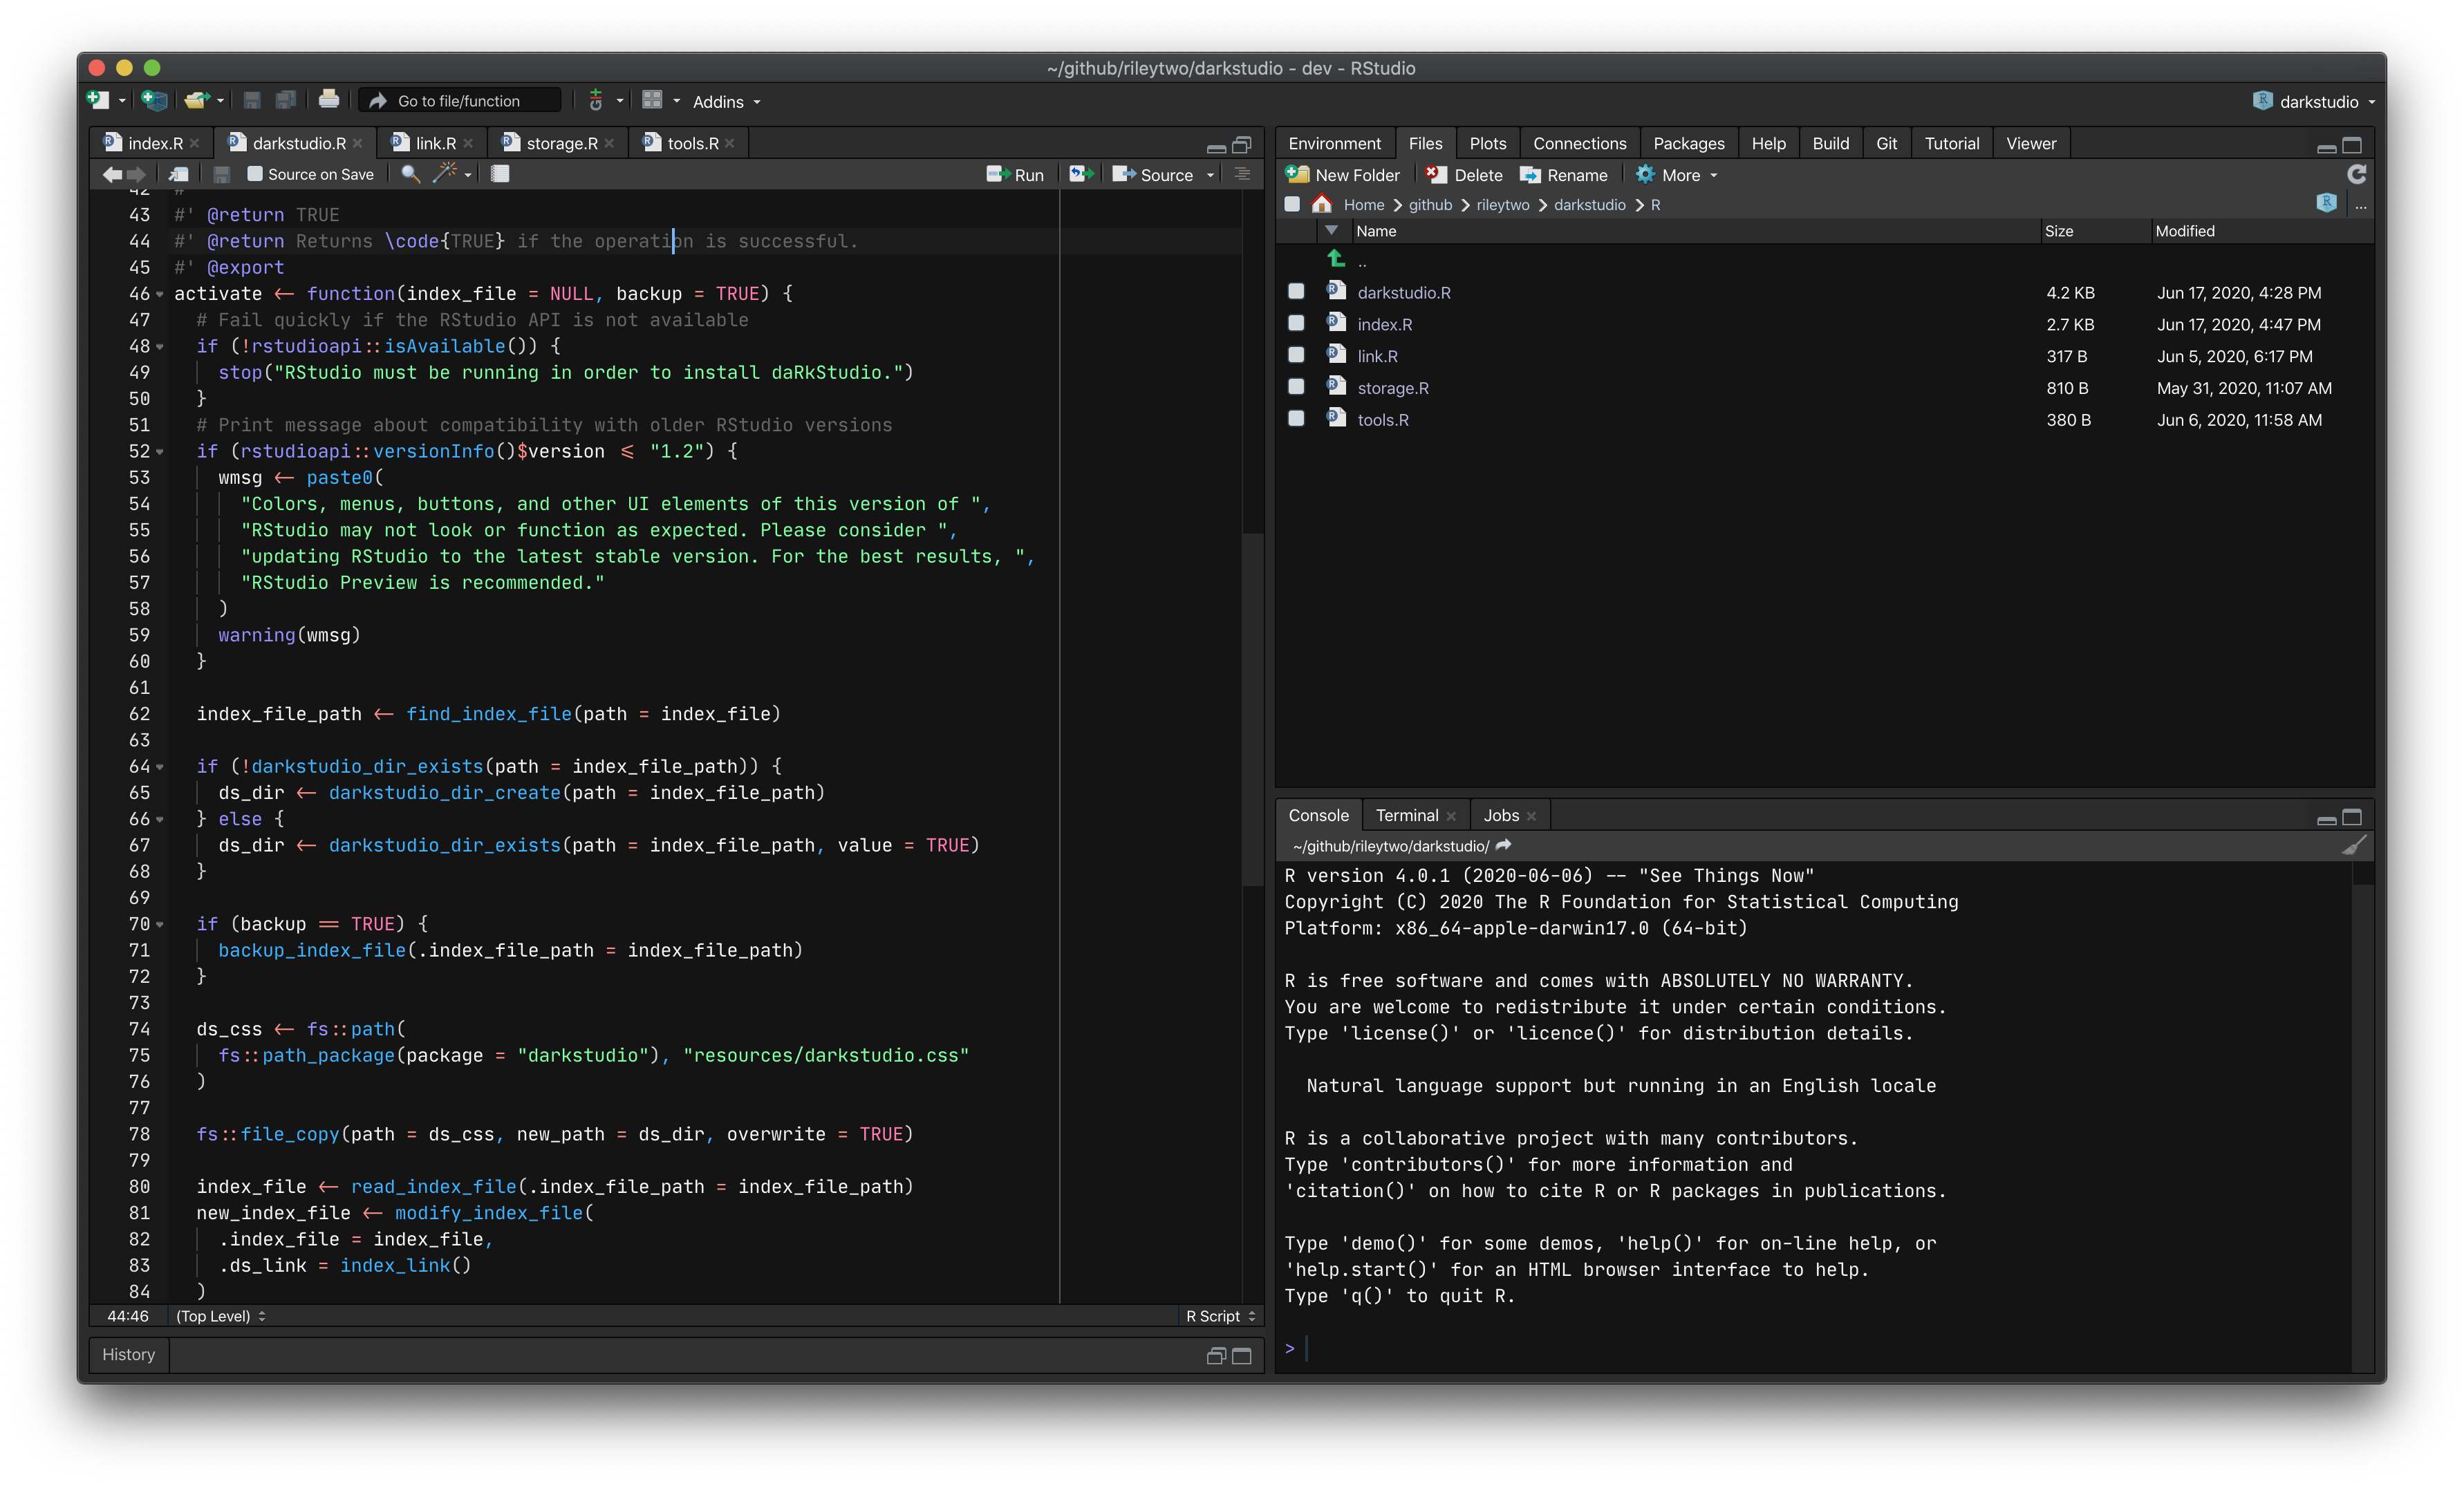 ~/github/rileytwo/darkstudio - dev - RStudio
Go to file/function
Addins
darkstudio
index.R
darkstudio.R
link.R
storage.R
tools.R
Source on Save
Run
Source
43 #' @return TRUE
44 #' @return Returns \code{TRUE} if the operation is successful.
45 #' @export
46 activate <- function(index_file = NULL, backup = TRUE) {
47 # Fail quickly if the RStudio API is not available
48 if (!rstudioapi::isAvailable()) {
49 stop("RStudio must be running in order to install daRkStudio.")
50 }
51 # Print message about compatibility with older RStudio versions
52 if (rstudioapi::versionInfo()$version <= "1.2") {
53 wmsg <- paste0(
54 "Colors, menus, buttons, and other UI elements of this version of ",
55 "RStudio may not look or function as expected. Please consider ",
56 "updating RStudio to the latest stable version. For the best results, ",
57 "RStudio Preview is recommended."
58 )
59 warning(wmsg)
60 }
61
62 index_file_path <- find_index_file(path = index_file)
63
64 if (!darkstudio_dir_exists(path = index_file_path)) {
65 ds_dir <- darkstudio_dir_create(path = index_file_path)
66 } else {
67 ds_dir <- darkstudio_dir_exists(path = index_file_path, value = TRUE)
68 }
69
70 if (backup == TRUE) {
71 backup_index_file(.index_file_path = index_file_path)
72 }
73
74 ds_css <- fs::path(
75 fs::path_package(package = "darkstudio"), "resources/darkstudio.css"
76 )
77
78 fs::file_copy(path = ds_css, new_path = ds_dir, overwrite = TRUE)
79
80 index_file <- read_index_file(.index_file_path = index_file_path)
81 new_index_file <- modify_index_file(
82 .index_file = index_file,
83 .ds_link = index_link()
84 )
44:46 (Top Level) R Script
History
Environment Files Plots Connections Packages Help Build Git Tutorial Viewer
New Folder Delete Rename More
Home github rileytwo darkstudio R ...
Name Size Modified
..
darkstudio.R 4.2 KB Jun 17, 2020, 4:28 PM
index.R 2.7 KB Jun 17, 2020, 4:47 PM
link.R 317 B Jun 5, 2020, 6:17 PM
storage.R 810 B May 31, 2020, 11:07 AM
tools.R 380 B Jun 6, 2020, 11:58 AM
Console Terminal Jobs
~/github/rileytwo/darkstudio/
R version 4.0.1 (2020-06-06) -- "See Things Now"
Copyright (C) 2020 The R Foundation for Statistical Computing
Platform: x86_64-apple-darwin17.0 (64-bit)
R is free software and comes with ABSOLUTELY NO WARRANTY.
You are welcome to redistribute it under certain conditions.
Type 'license()' or 'licence()' for distribution details.
Natural language support but running in an English locale
R is a collaborative project with many contributors.
Type 'contributors()' for more information and
'citation()' on how to cite R or R packages in publications.
Type 'demo()' for some demos, 'help()' for on-line help, or
'help.start()' for an HTML browser interface to help.
Type 'q()' to quit R.
>